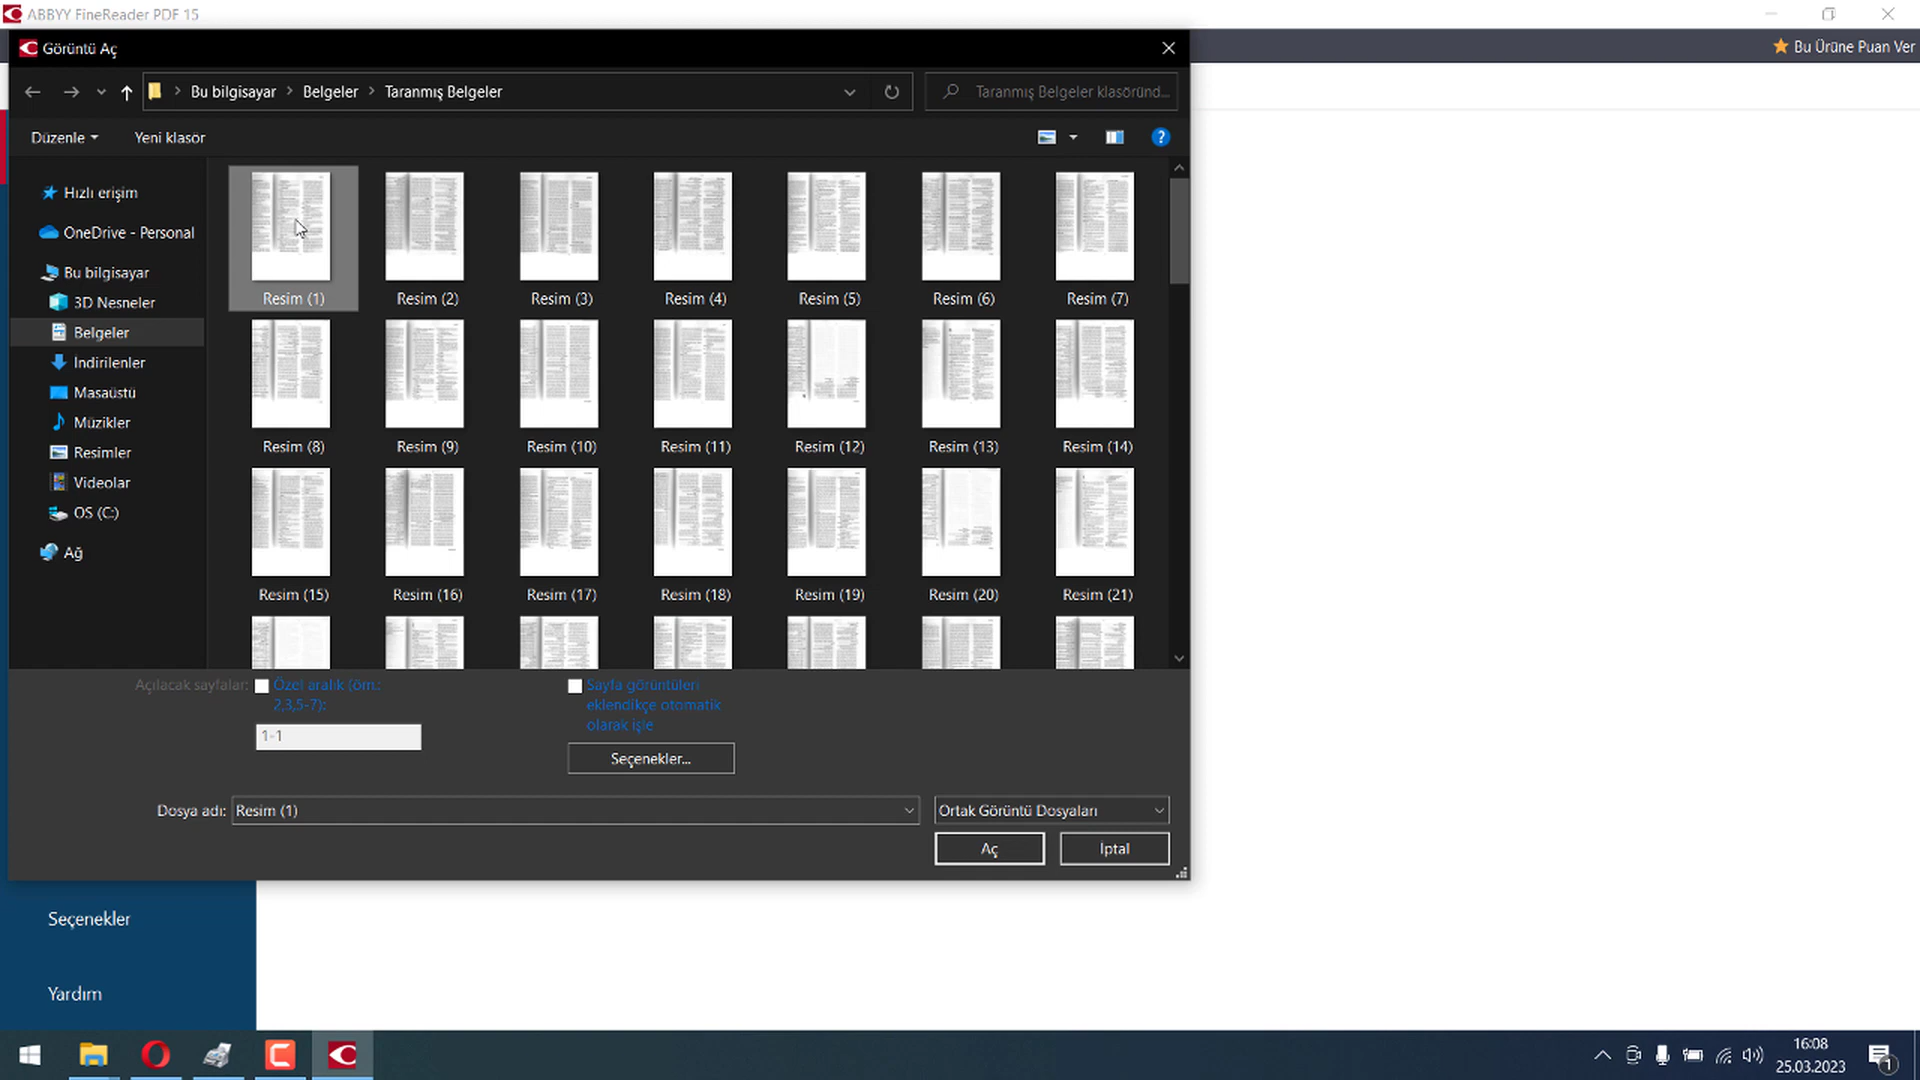 ABBYY FineReader PDF 15
Görüntü Aç
Bu Ürüne Puan Ver
Bu bilgisayar
Belgeler
Taranmış Belgeler
Taranmış Belgeler klasöründ...
Düzenle
Yeni klasör
Hızlı erişim
OneDrive - Personal
Bu bilgisayar
3D Nesneler
Belgeler
İndirilenler
Masaüstü
Müzikler
Resimler
Videolar
OS (C:)
Ağ
Resim (1)
Resim (2)
Resim (3)
Resim (4)
Resim (5)
Resim (6)
Resim (7)
Resim (8)
Resim (9)
Resim (10)
Resim (11)
Resim (12)
Resim (13)
Resim (14)
Resim (15)
Resim (16)
Resim (17)
Resim (18)
Resim (19)
Resim (20)
Resim (21)
Açılacak sayfalar:
Özel aralık (örn.:
2,3,5-7):
1-1
Sayfa görüntüleri
eklendikçe otomatik
olarak işle
Seçenekler...
Dosya adı:
Resim (1)
Ortak Görüntü Dosyaları
Aç
İptal
Seçenekler
Yardım
16:08
25.03.2023
1